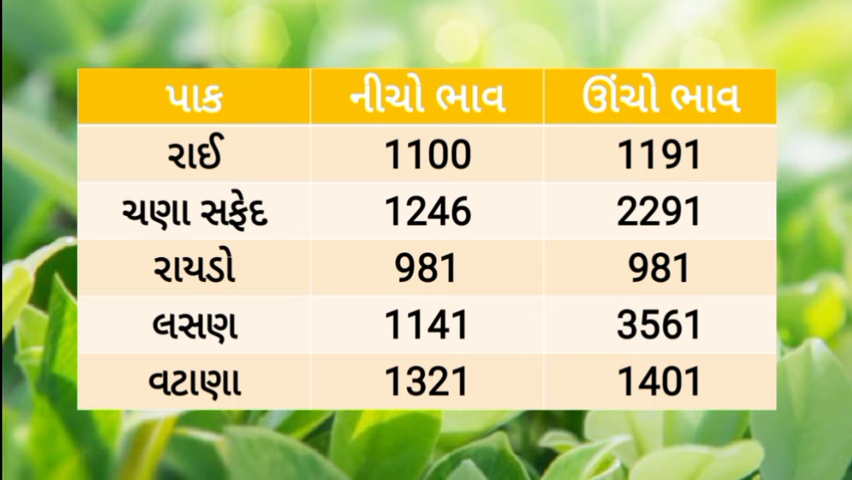 પાક નીચો ભાવ ઊંચો ભાવ
રાઈ 1100 1191
ચણા સફેદ 1246 2291
રાયડો 981 981
લસણ 1141 3561
વટાણા 1321 1401